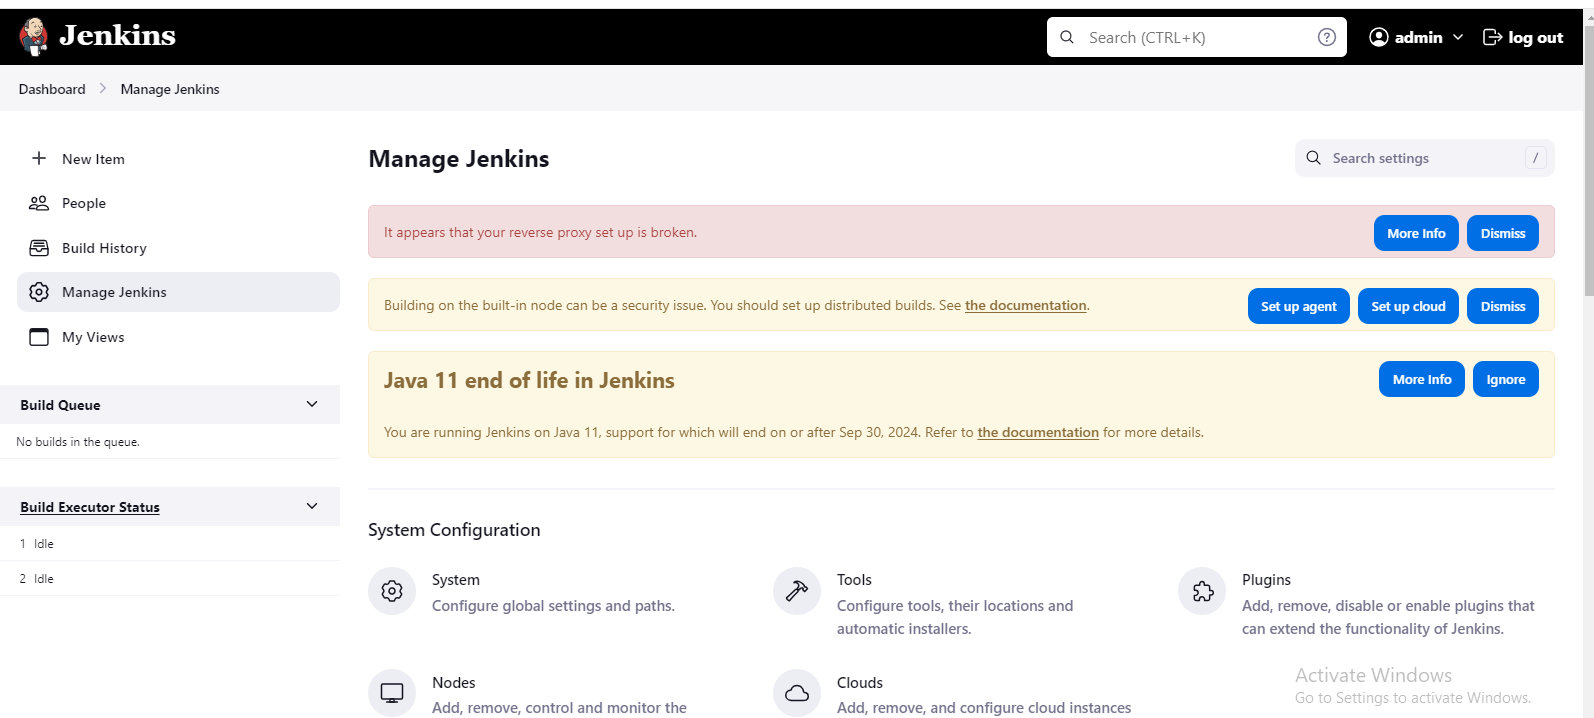 Jenkins
Search (CTRL+K)
?
admin
log out
Dashboard
Manage Jenkins
New Item
People
Build History
Manage Jenkins
My Views
Build Queue
No builds in the queue.
Build Executor Status
1 Idle
2 Idle
Manage Jenkins
Search settings
/
It appears that your reverse proxy set up is broken.
More Info
Dismiss
Building on the built-in node can be a security issue. You should set up distributed builds. See the documentation.
Set up agent
Set up cloud
Dismiss
Java 11 end of life in Jenkins
More Info
Ignore
You are running Jenkins on Java 11, support for which will end on or after Sep 30, 2024. Refer to the documentation for more details.
System Configuration
System
Configure global settings and paths.
Tools
Configure tools, their locations and
automatic installers.
Plugins
Add, remove, disable or enable plugins that
can extend the functionality of Jenkins.
Nodes
Add, remove, control and monitor the
Clouds
Add, remove, and configure cloud instances
Activate Windows
Go to Settings to activate Windows.